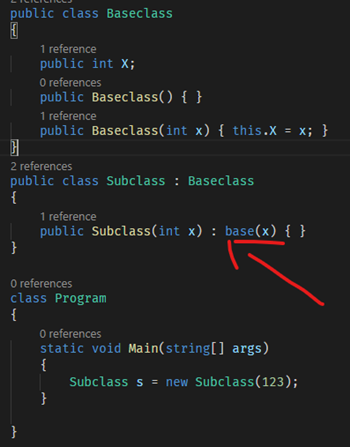 2 references
public class Baseclass
{
1 reference
public int X;
0 references
public Baseclass() { }
1 reference
public Baseclass(int x) { this.X = x; }
}
2 references
public class Subclass : Baseclass
{
1 reference
public Subclass(int x) : base(x) { }
}
0 references
class Program
{
0 references
static void Main(string[] args)
{
Subclass s = new Subclass(123);
}
}